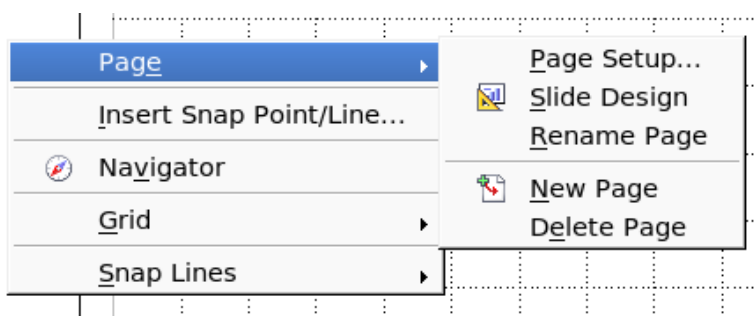 Page
Insert Snap Point/Line...
Navigator
Grid
Snap Lines
Page Setup...
Slide Design
Rename Page
New Page
Delete Page